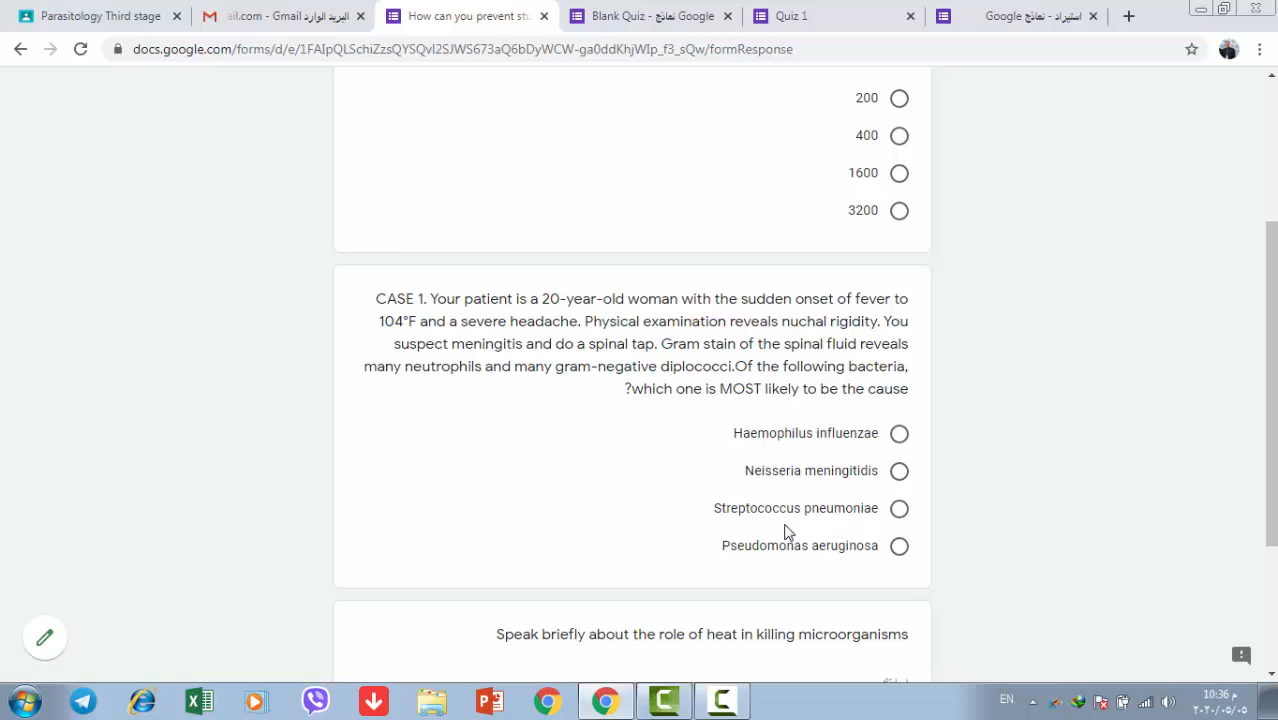 Parasitology Third stage
البريد الوارد - ail.com - Gmail
How can you prevent stu
Blank Quiz - نماذج Google
Quiz 1
استيراد - نماذج Google
docs.google.com/forms/d/e/1FAIpQLSchiZzsQYSQvI2SJWS673aQ6bDyWCW-ga0ddKhjWIp_f3_sQw/formResponse
200
400
1600
3200
CASE 1. Your patient is a 20-year-old woman with the sudden onset of fever to
104°F and a severe headache. Physical examination reveals nuchal rigidity. You
suspect meningitis and do a spinal tap. Gram stain of the spinal fluid reveals
many neutrophils and many gram-negative diplococci.Of the following bacteria,
?which one is MOST likely to be the cause
Haemophilus influenzae
Neisseria meningitidis
Streptococcus pneumoniae
Pseudomonas aeruginosa
Speak briefly about the role of heat in killing microorganisms
EN
10:36 م
٢٠٢٠/٠٥/٠٥